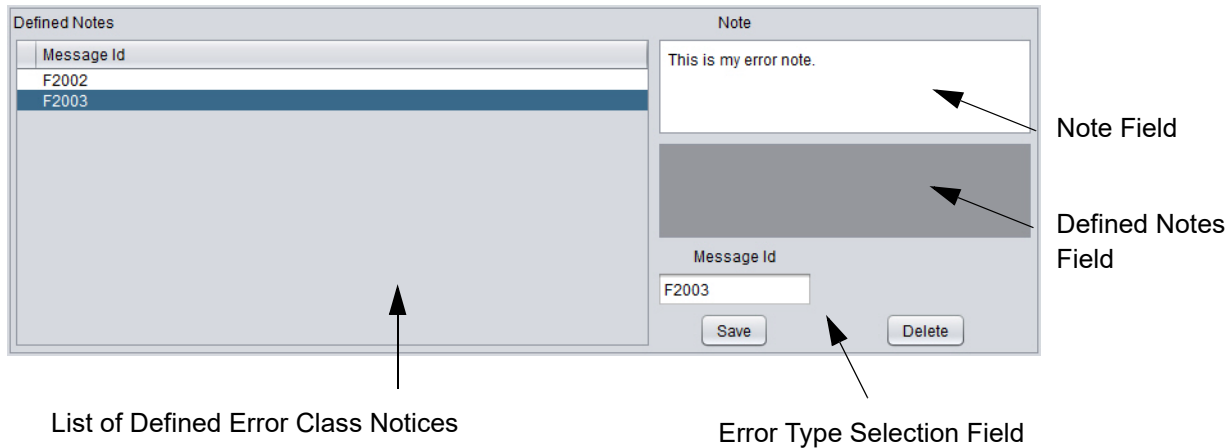 Defined Notes
Note
Message Id
F2002
F2003
This is my error note.
Note Field
Defined Notes
Field
Message Id
F2003
Save
Delete
List of Defined Error Class Notices
Error Type Selection Field